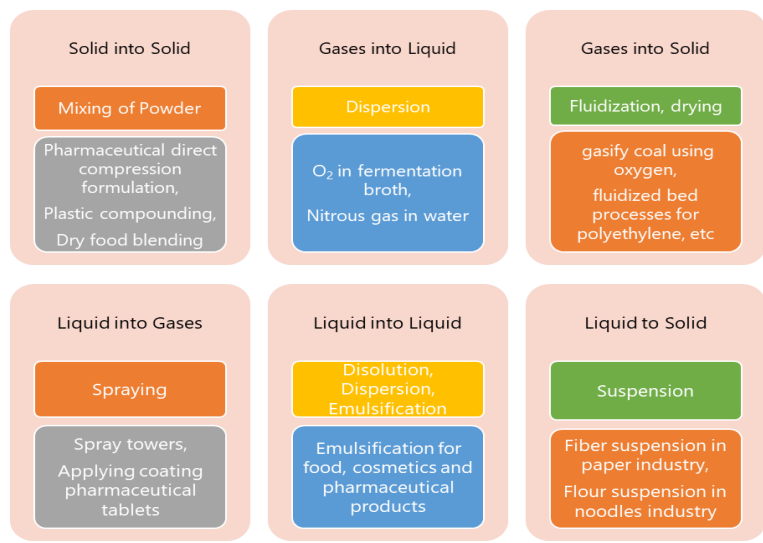 Solid into Solid
Mixing of Powder
Pharmaceutical direct
compression
formulation,
Plastic compounding,
Dry food blending
Gases into Liquid
Dispersion
O₂ in fermentation
broth,
Nitrous gas in water
Gases into Solid
Fluidization, drying
gasify coal using
oxygen,
fluidized bed
processes for
polyethylene, etc
Liquid into Gases
Spraying
Spray towers,
Applying coating
pharmaceutical
tablets
Liquid into Liquid
Disolution,
Dispersion,
Emulsification
Emulsification for
food, cosmetics and
pharmaceutical
products
Liquid to Solid
Suspension
Fiber suspension in
paper industry,
Flour suspension in
noodles industry